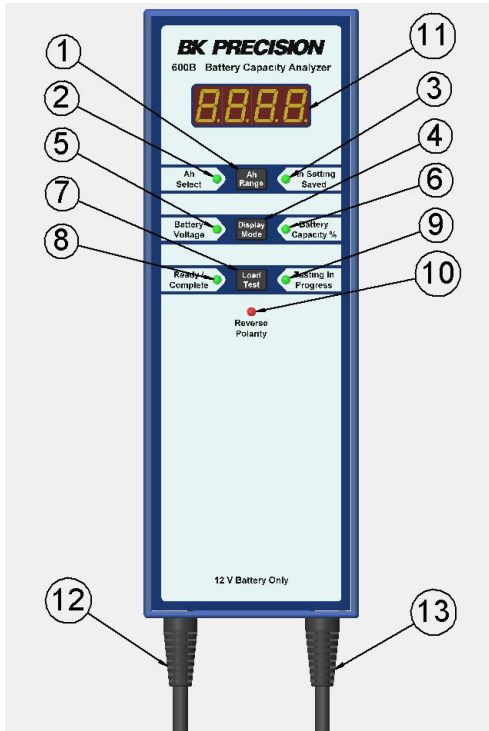 BK PRECISION
600B Battery Capacity Analyzer
8.8.8.8
Ah
Select
Ah
Range
Ah Setting
Saved
Battery
Voltage
Display
Mode
Battery
Capacity %
Ready /
Complete
Load
Test
Testing In
Progress
Reverse
Polarity
12 V Battery Only
1
2
5
7
8
11
3
4
6
9
10
12
13